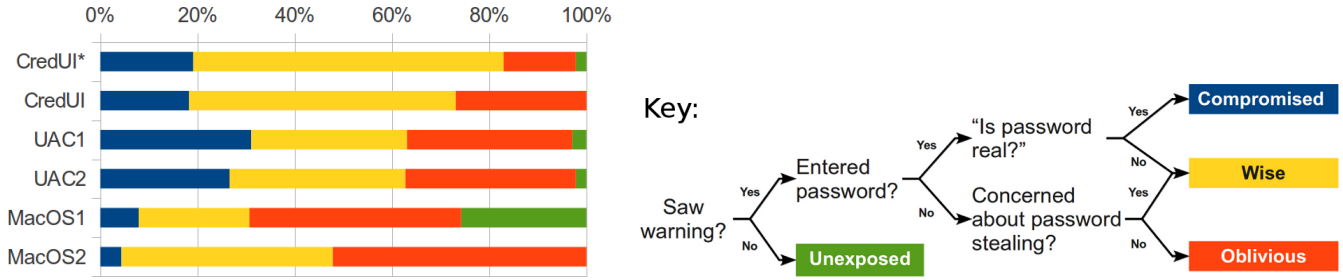 0% 20% 40% 60% 80% 100%
CredUI*
CredUI
UAC1
UAC2
MacOS1
MacOS2
Key:
Saw
warning?
Yes
No
Entered
password?
Unexposed
Yes
No
“Is password
real?”
Concerned
about password
stealing?
Yes
No
Yes
No
Compromised
Wise
Oblivious